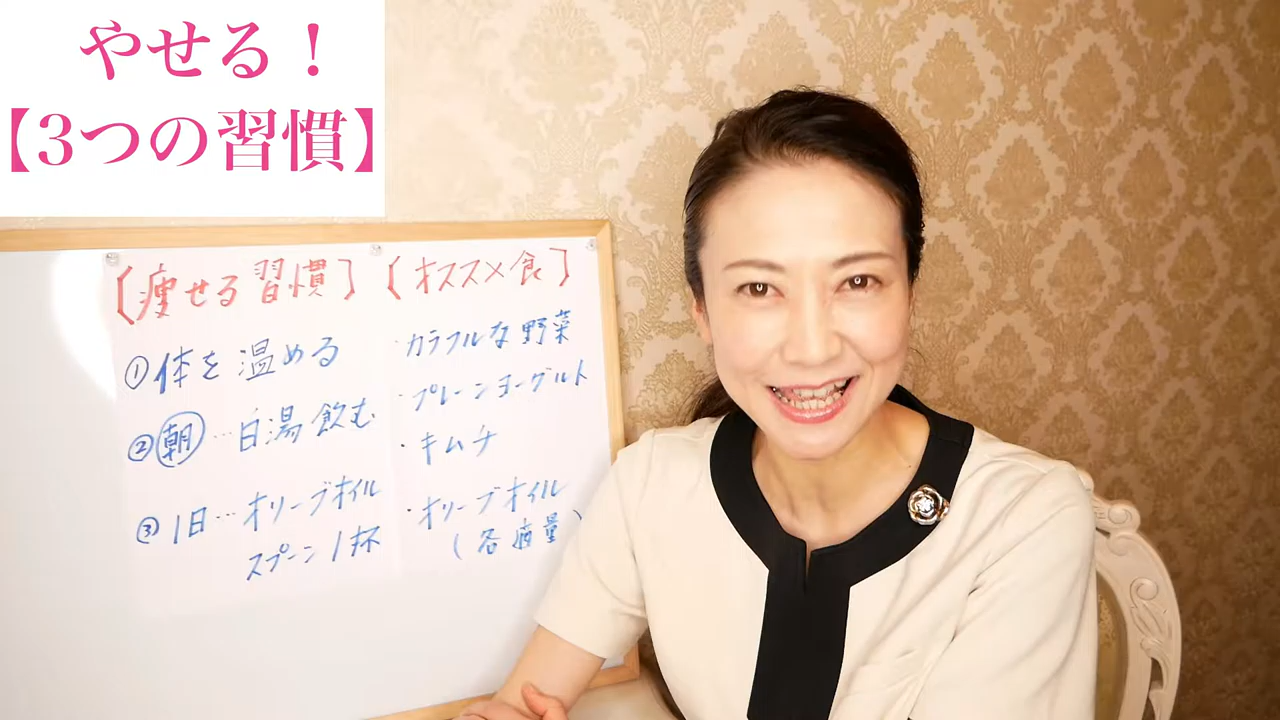 やせる！
【3つの習慣】
〔痩せる習慣〕
①体を温める
②朝…白湯飲む
③1日…オリーブオイル
スプーン1杯
〔オススメ食〕
・カラフルな野菜
・プレーンヨーグルト
・キムチ
・オリーブオイル
(各適量)